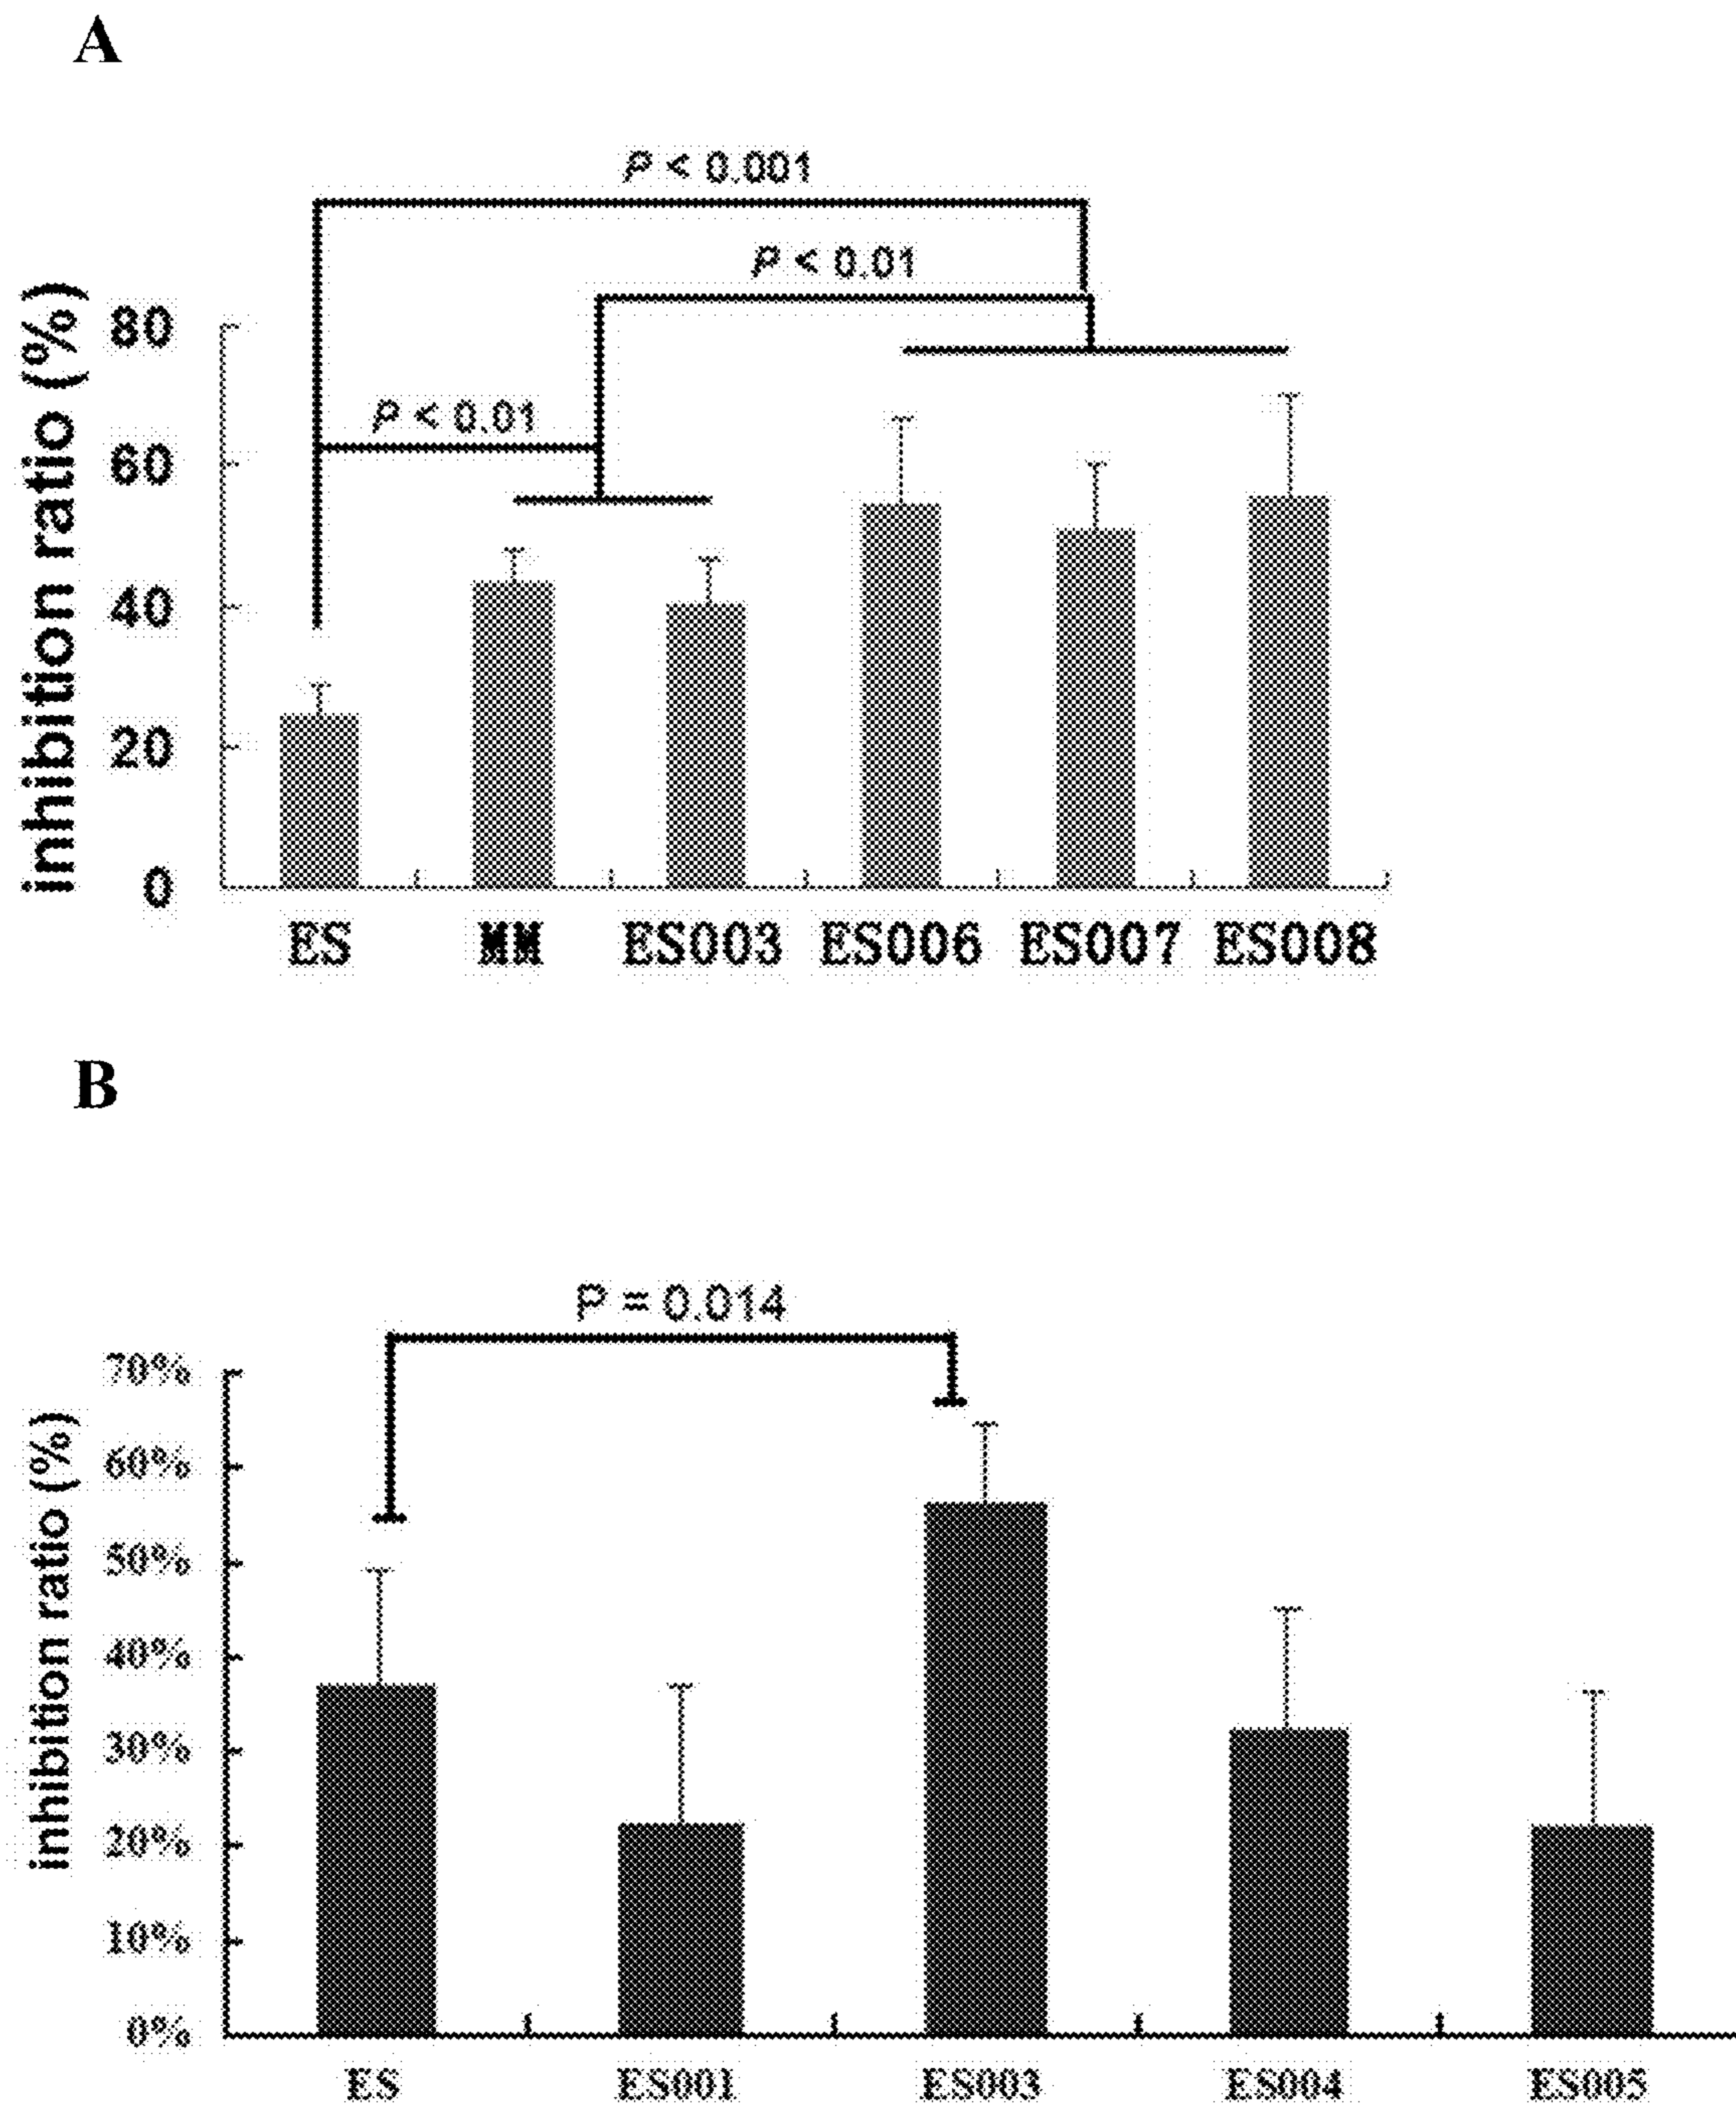 A
P < 0.001
P < 0.01
P < 0.01
inhibition ratio (%)
80
60
40
20
0
ES MM ES003 ES006 ES007 ES008
B
P = 0.014
inhibition ratio (%)
70%
60%
50%
40%
30%
20%
10%
0%
ES ES001 ES003 ES004 ES005